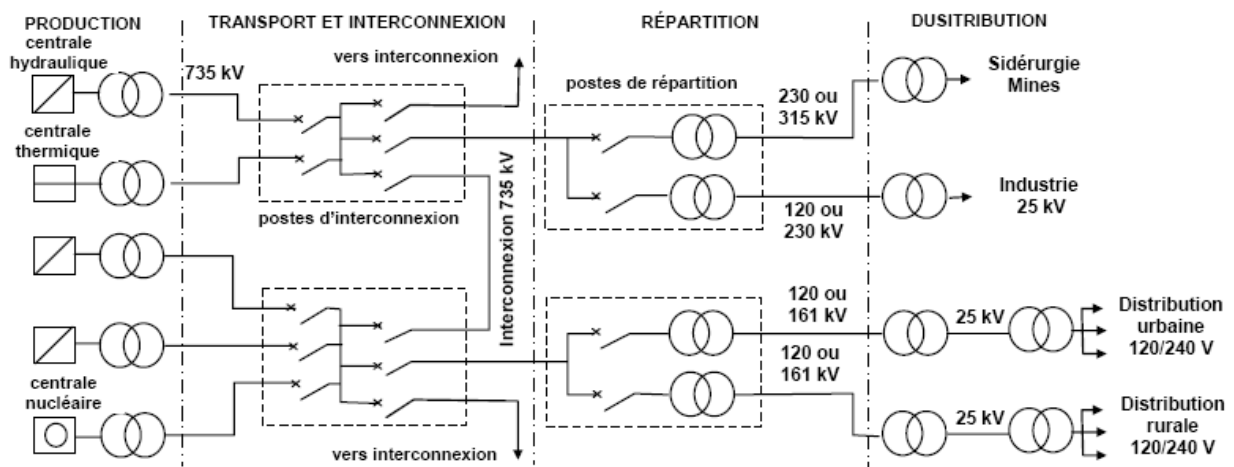 PRODUCTION
TRANSPORT ET INTERCONNEXION
RÉPARTITION
DUSITRIBUTION
centrale
hydraulique
735 kV
vers interconnexion
postes de répartition
230 ou
315 kV
Sidérurgie
Mines
centrale
thermique
postes d'interconnexion
Interconnexion 735 kV
120 ou
230 kV
Industrie
25 kV
120 ou
161 kV
25 kV
Distribution
urbaine
120/240 V
120 ou
161 kV
centrale
nucléaire
vers interconnexion
25 kV
Distribution
rurale
120/240 V